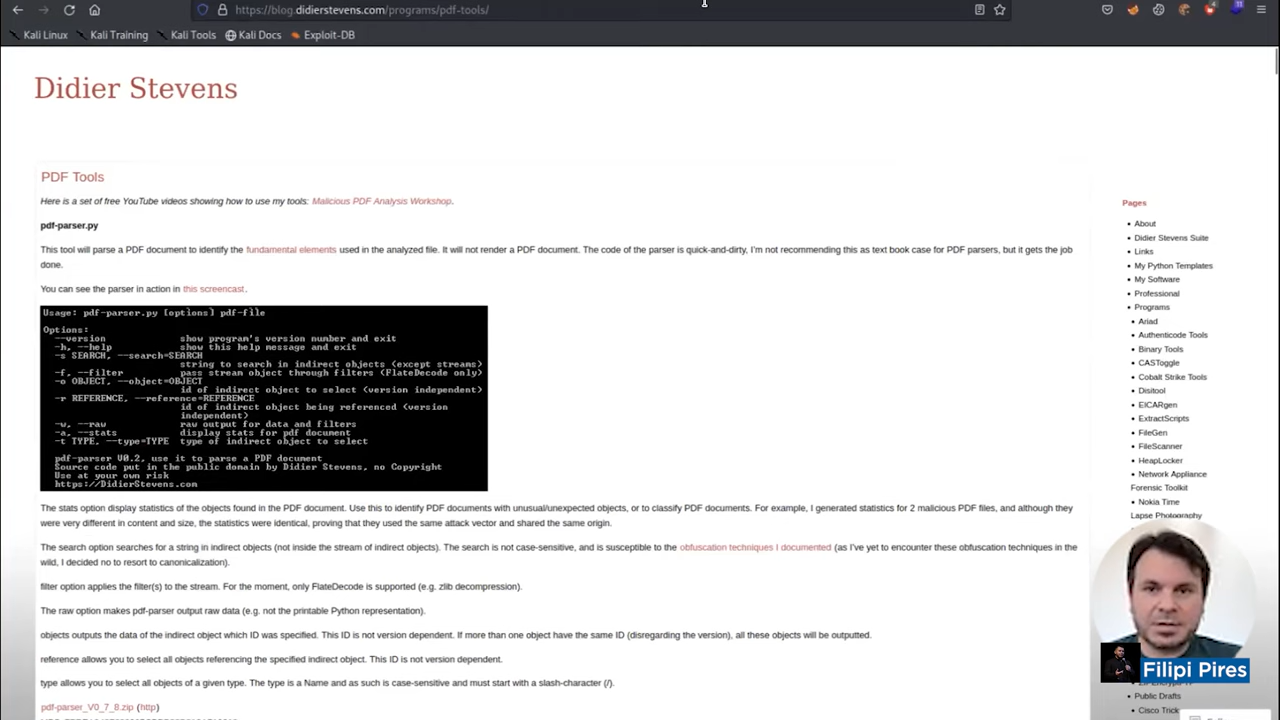 https://blog.didierstevens.com/programs/pdf-tools/
Kali Linux Kali Training Kali Tools Kali Docs Exploit-DB
Didier Stevens
PDF Tools
Here is a set of free YouTube videos showing how to use my tools: Malicious PDF Analysis Workshop.
pdf-parser.py
This tool will parse a PDF document to identify the fundamental elements used in the analyzed file. It will not render a PDF document. The code of the parser is quick-and-dirty, I'm not recommending this as text book case for PDF parsers, but it gets the job
done.
You can see the parser in action in this screencast.
Usage: pdf-parser.py [options] pdf-file
Options:
--version show program's version number and exit
-h, --help show this help message and exit
-s SEARCH, --search=SEARCH
string to search in indirect objects (except streams)
-f, --filter pass stream object through filters (FlateDecode only)
-o OBJECT, --object=OBJECT
id of indirect object to select (version independent)
-r REFERENCE, --reference=REFERENCE
id of indirect object being referenced (version
independent)
-w, --raw raw output for data and filters
-a, --stats display stats for pdf document
-t TYPE, --type=TYPE type of indirect object to select
pdf-parser V0.2, use it to parse a PDF document
Source code put in the public domain by Didier Stevens, no Copyright
Use at your own risk
https://DidierStevens.com
The stats option display statistics of the objects found in the PDF document. Use this to identify PDF documents with unusual/unexpected objects, or to classify PDF documents. For example, I generated statistics for 2 malicious PDF files, and although they
were very different in content and size, the statistics were identical, proving that they used the same attack vector and shared the same origin.
The search option searches for a string in indirect objects (not inside the stream of indirect objects). The search is not case-sensitive, and is susceptible to the obfuscation techniques I documented (as I've yet to encounter these obfuscation techniques in the
wild, I decided no to resort to canonicalization).
filter option applies the filter(s) to the stream. For the moment, only FlateDecode is supported (e.g. zlib decompression).
The raw option makes pdf-parser output raw data (e.g. not the printable Python representation).
objects outputs the data of the indirect object which ID was specified. This ID is not version dependent. If more than one object have the same ID (disregarding the version), all these objects will be outputted.
reference allows you to select all objects referencing the specified indirect object. This ID is not version dependent.
type allows you to select all objects of a given type. The type is a Name and as such is case-sensitive and must start with a slash-character (/).
pdf-parser_V0_7_8.zip (http)
Pages
About
Didier Stevens Suite
Links
My Python Templates
My Software
Professional
Programs
Ariad
Authenticode Tools
Binary Tools
CASToggle
Cobalt Strike Tools
Disitool
EICARgen
ExtractScripts
FileGen
FileScanner
HeapLocker
Network Appliance
Forensic Toolkit
Nokia Time
Lapse Photography
Filipi Pires
Public Drafts
Cisco Trick